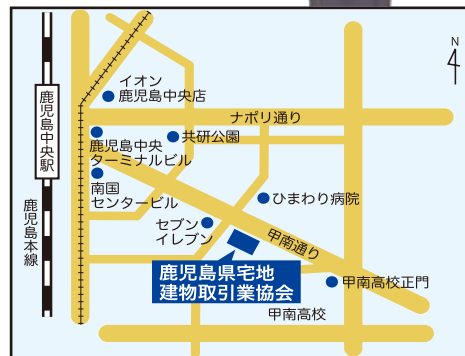 N
イオン
鹿児島中央店
ナポリ通り
鹿児島中央駅
共研公園
鹿児島中央
ターミナルビル
南国
センタービル
ひまわり病院
鹿児島本線
セブン
イレブン
甲南通り
鹿児島県宅地
建物取引業協会
甲南高校正門
甲南高校